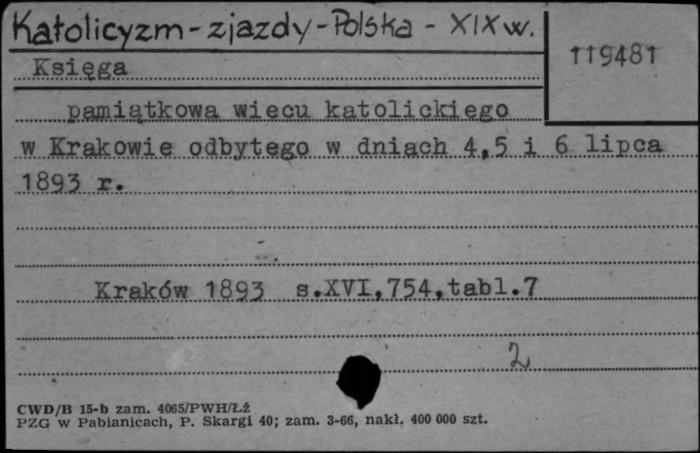 Katolicyzm-zjazdy-Polska - XIX w.
119481
Księga
pamiątkowa wiecu katolickiego
w Krakowie odbytego w dniach 4,5 i 6 lipca
1893 r.
Kraków 1893 s.XVI,754,tabl.7
2
CWD/B 15-b zam. 4065/PWH/Łż
PZG w Pabianicach, P. Skargi 40; zam. 3-66, nakł. 400 000 szt.